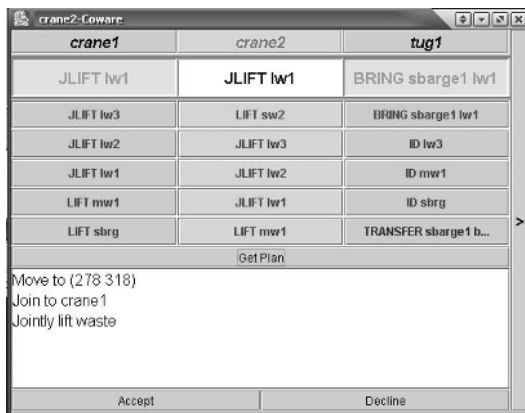 crane2-Coware
crane1 crane2 tug1
JLIFT lw1 JLIFT lw1 BRING sbarge1 lw1
JLIFT lw3 LIFT sw2 BRING sbarge1 lw1
JLIFT lw2 JLIFT lw3 ID lw3
JLIFT lw1 JLIFT lw2 ID mw1
LIFT mw1 JLIFT lw1 ID sbrg
LIFT sbrg LIFT mw1 TRANSFER sbarge1 b...
>
Get Plan
Move to (278 318)
Join to crane1
Jointly lift waste
Accept Decline